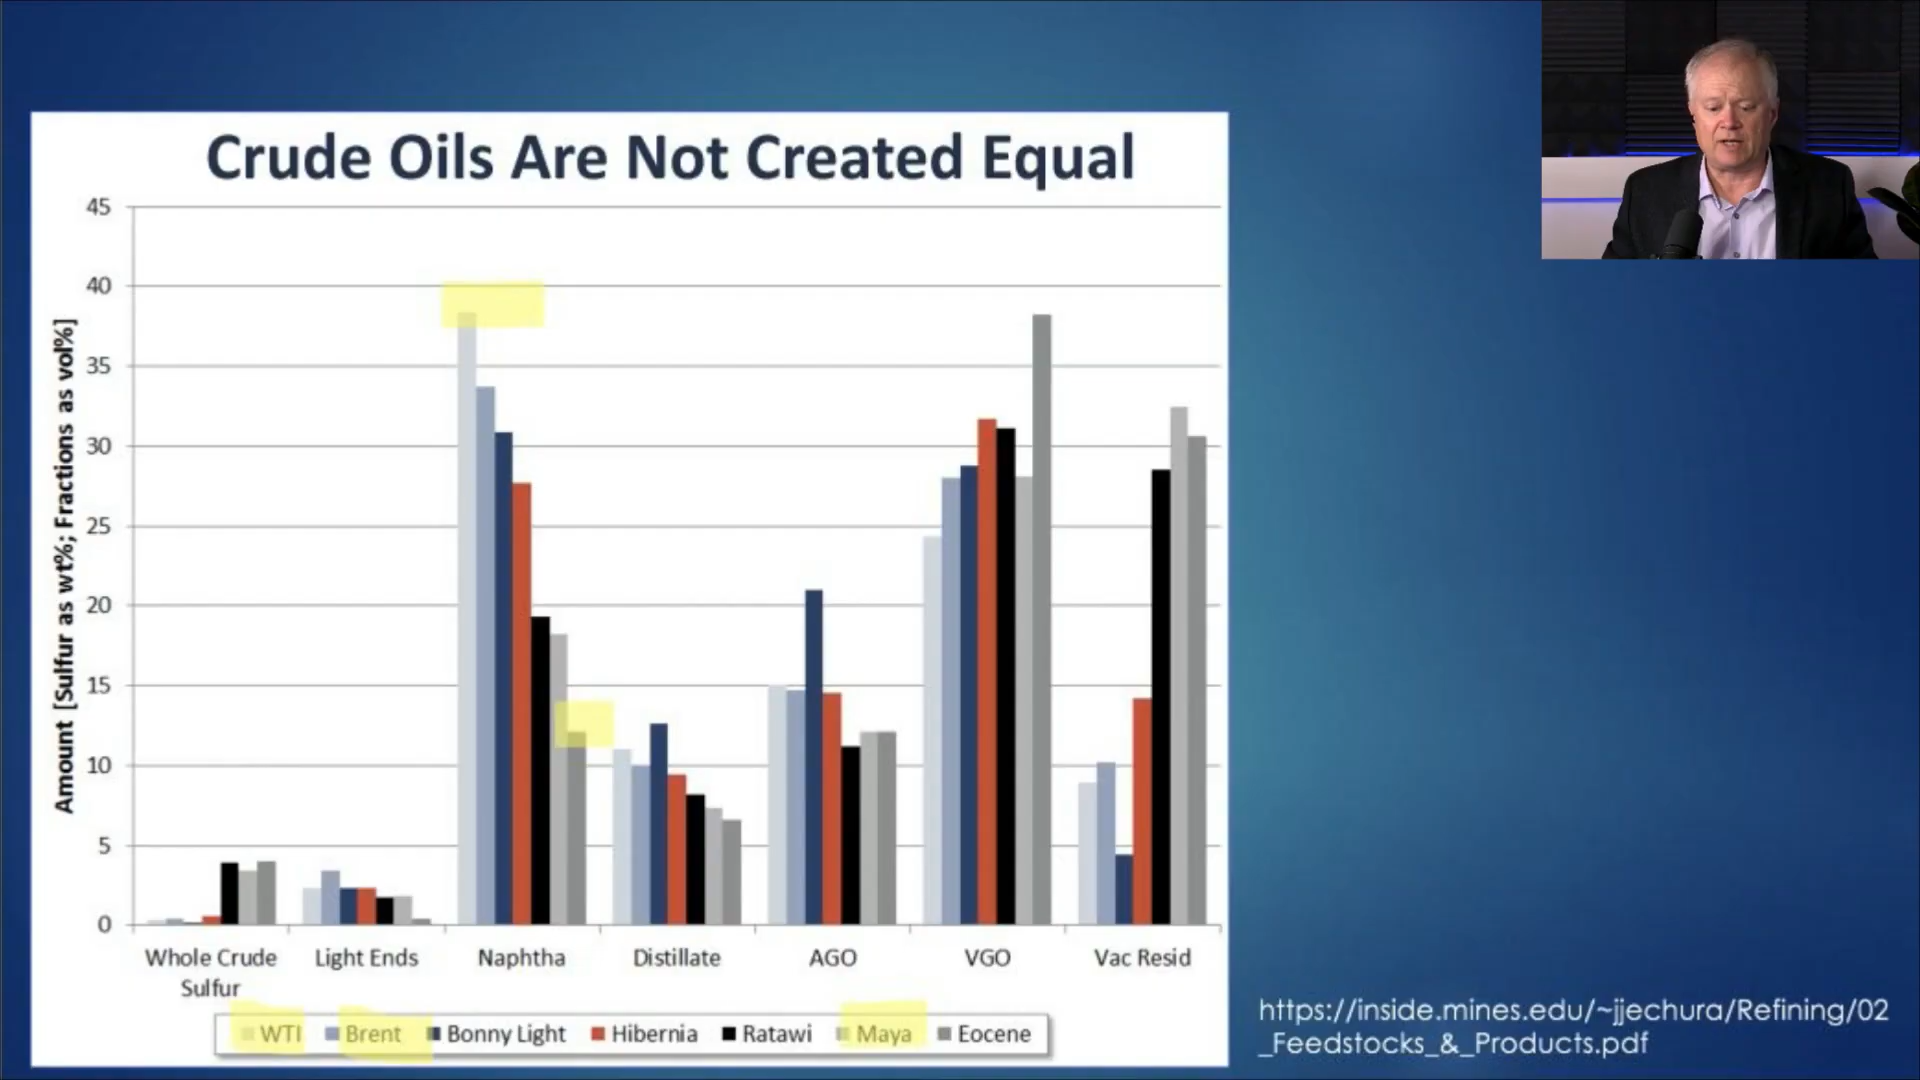 Crude Oils Are Not Created Equal
Amount [Sulfur as wt%; Fractions as vol%]
45
40
35
30
25
20
15
10
5
0
Whole Crude Sulfur
Light Ends
Naphtha
Distillate
AGO
VGO
Vac Resid
WTI Brent Bonny Light Hibernia Ratawi Maya Eocene
https://inside.mines.edu/~jjechura/Refining/02
_Feedstocks_&_Products.pdf